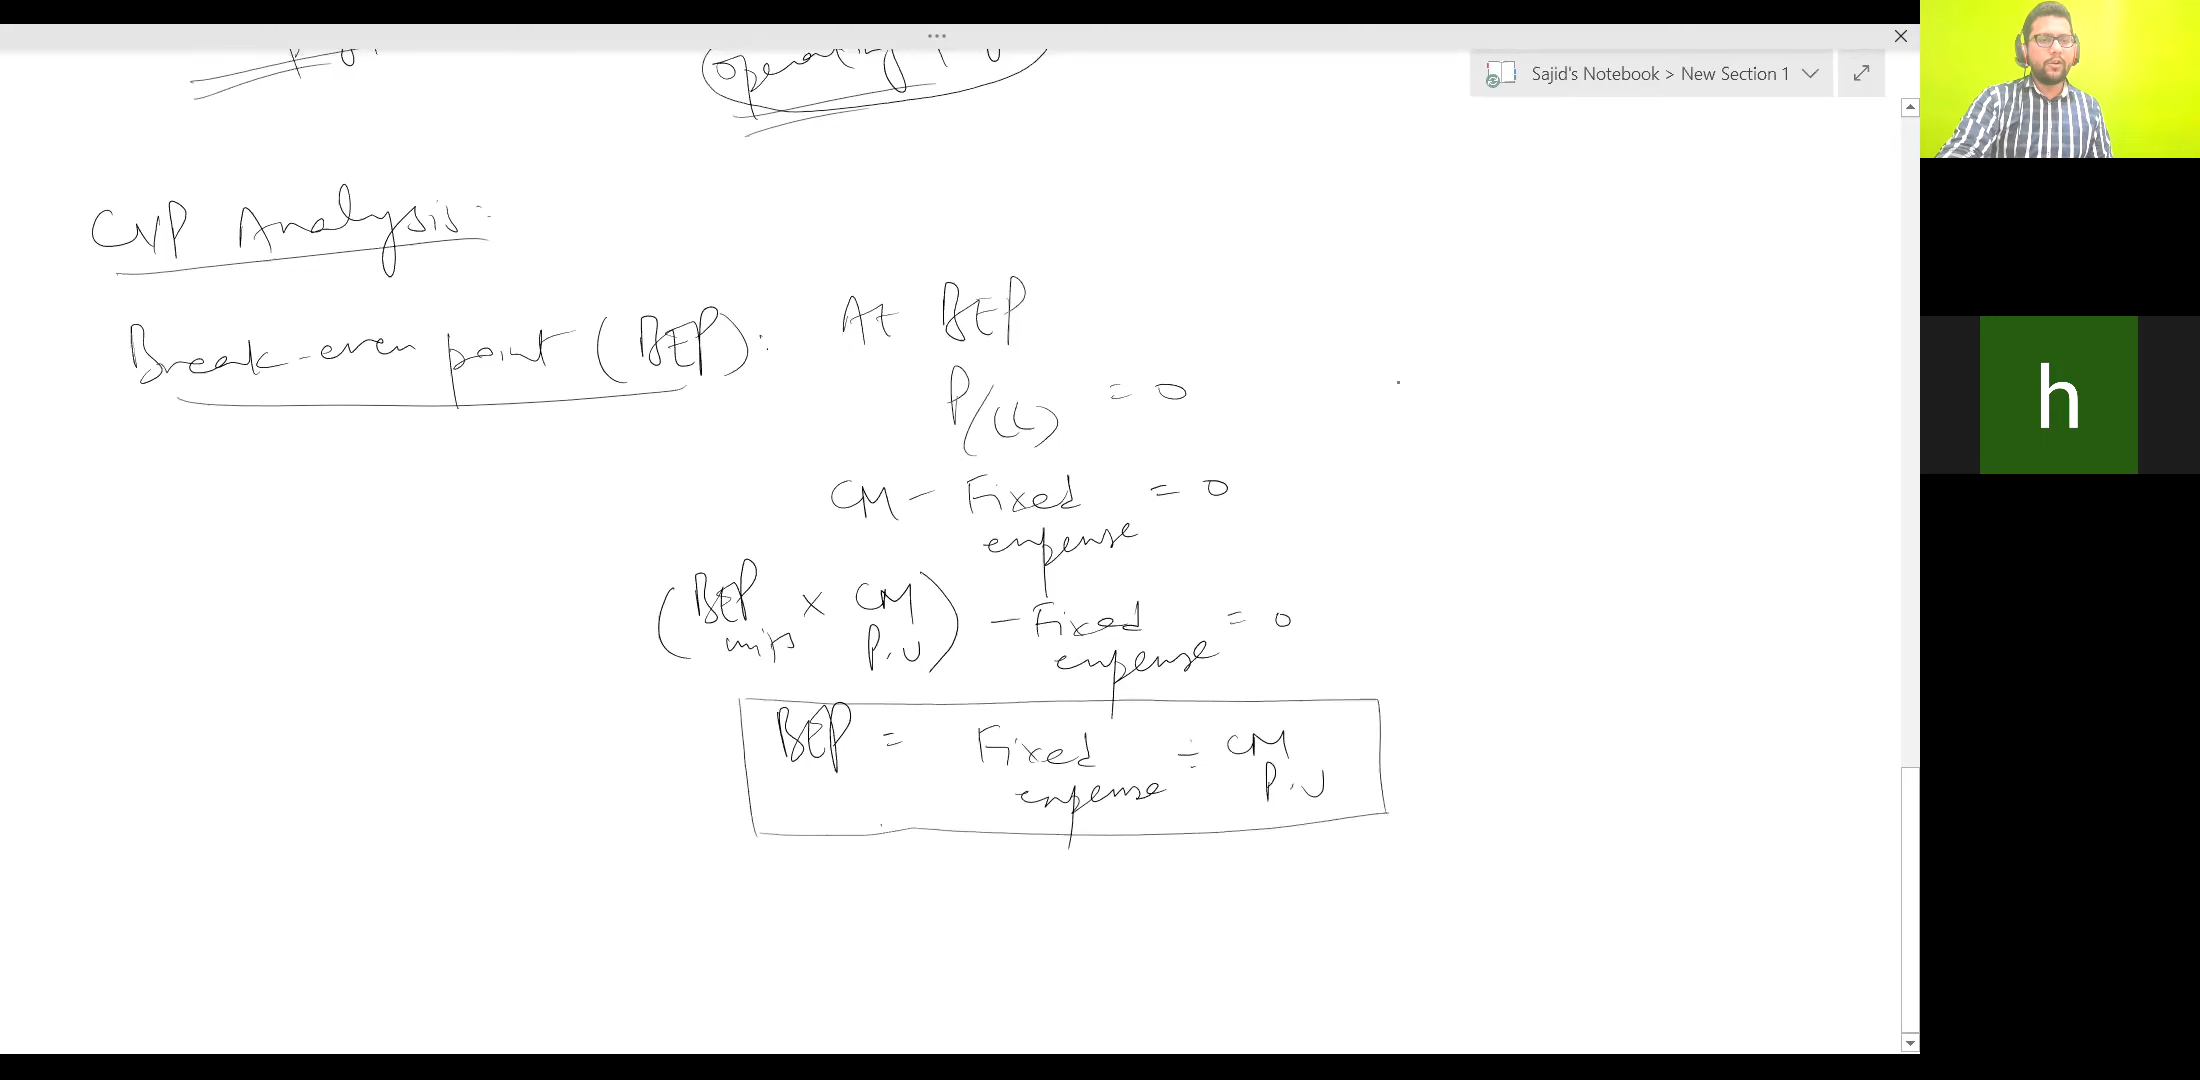 operating
Sajid's Notebook > New Section 1
CVP Analysis:
Break-even point (BEP): At BEP
P/(L) = 0
CM - Fixed expense = 0
(BEP units x CM P.U) - Fixed expense = 0
BEP = Fixed expense ÷ CM P.U
h